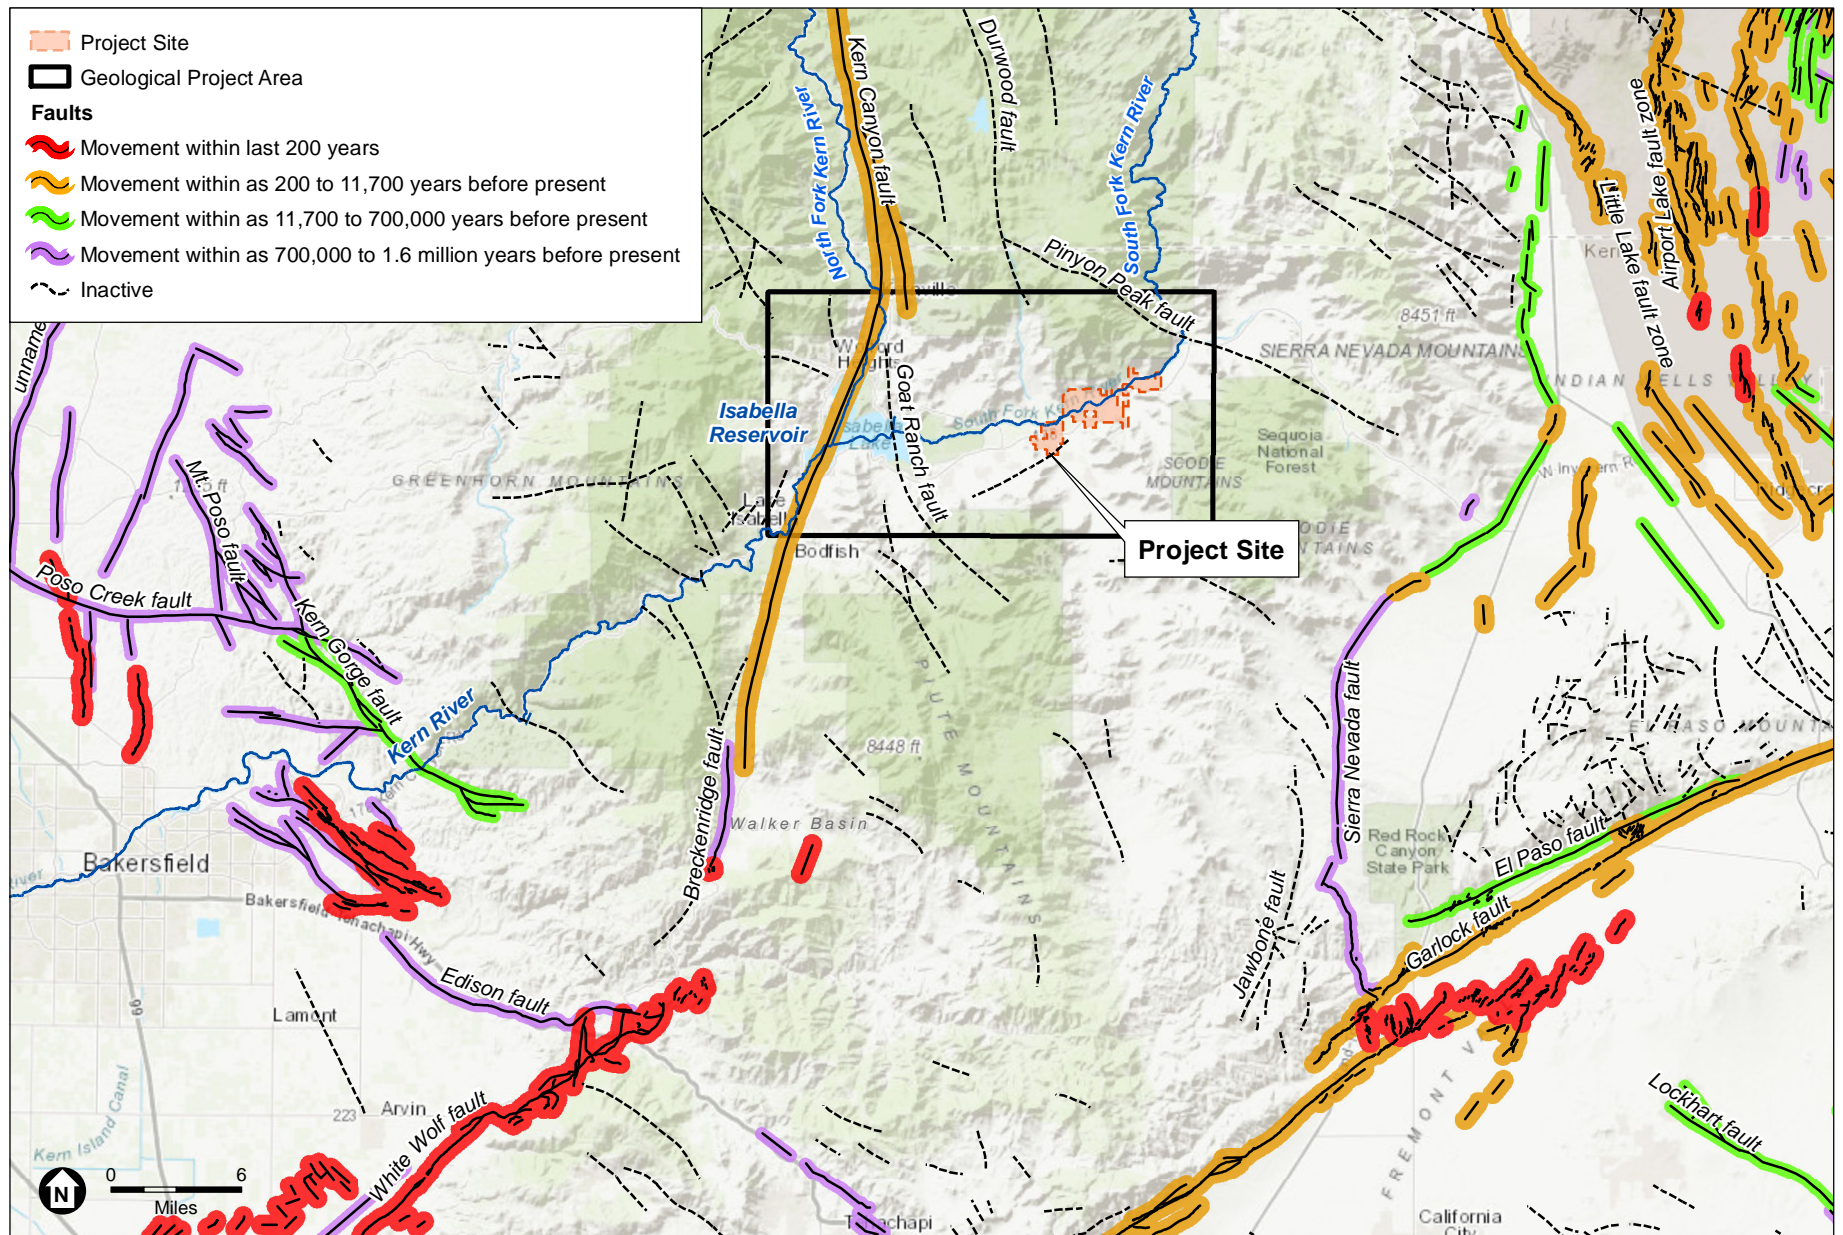 Project Site
Geological Project Area
Faults
Movement within last 200 years
Movement within as 200 to 11,700 years before present
Movement within as 11,700 to 700,000 years before present
Movement within as 700,000 to 1.6 million years before present
Inactive
Kern Canyon fault
Durwood fault
North Fork Kern River
South Fork Kern River
Pinyon Peak fault
Little Lake fault zone
Airport Lake fault zone
8451 ft
SIERRA NEVADA MOUNTAINS
Isabella
Reservoir
Goat Ranch fault
Sequoia
National
Forest
SCODIE
MOUNTAINS
GREENHORN MOUNTAINS
Bodfish
Project Site
Mt. Poso fault
Poso Creek fault
Kern Gorge fault
Kern River
Breckenridge fault
8448 ft
PIUTE MOUNTAINS
Walker Basin
Sierra Nevada fault
Red Rock
Canyon
State Park
El Paso fault
Garlock fault
Jawbone fault
Bakersfield
Edison fault
Lamont
99
223
Arvin
White Wolf fault
Kern Island Canal
Lockhart fault
California
City
N
0
6
Miles